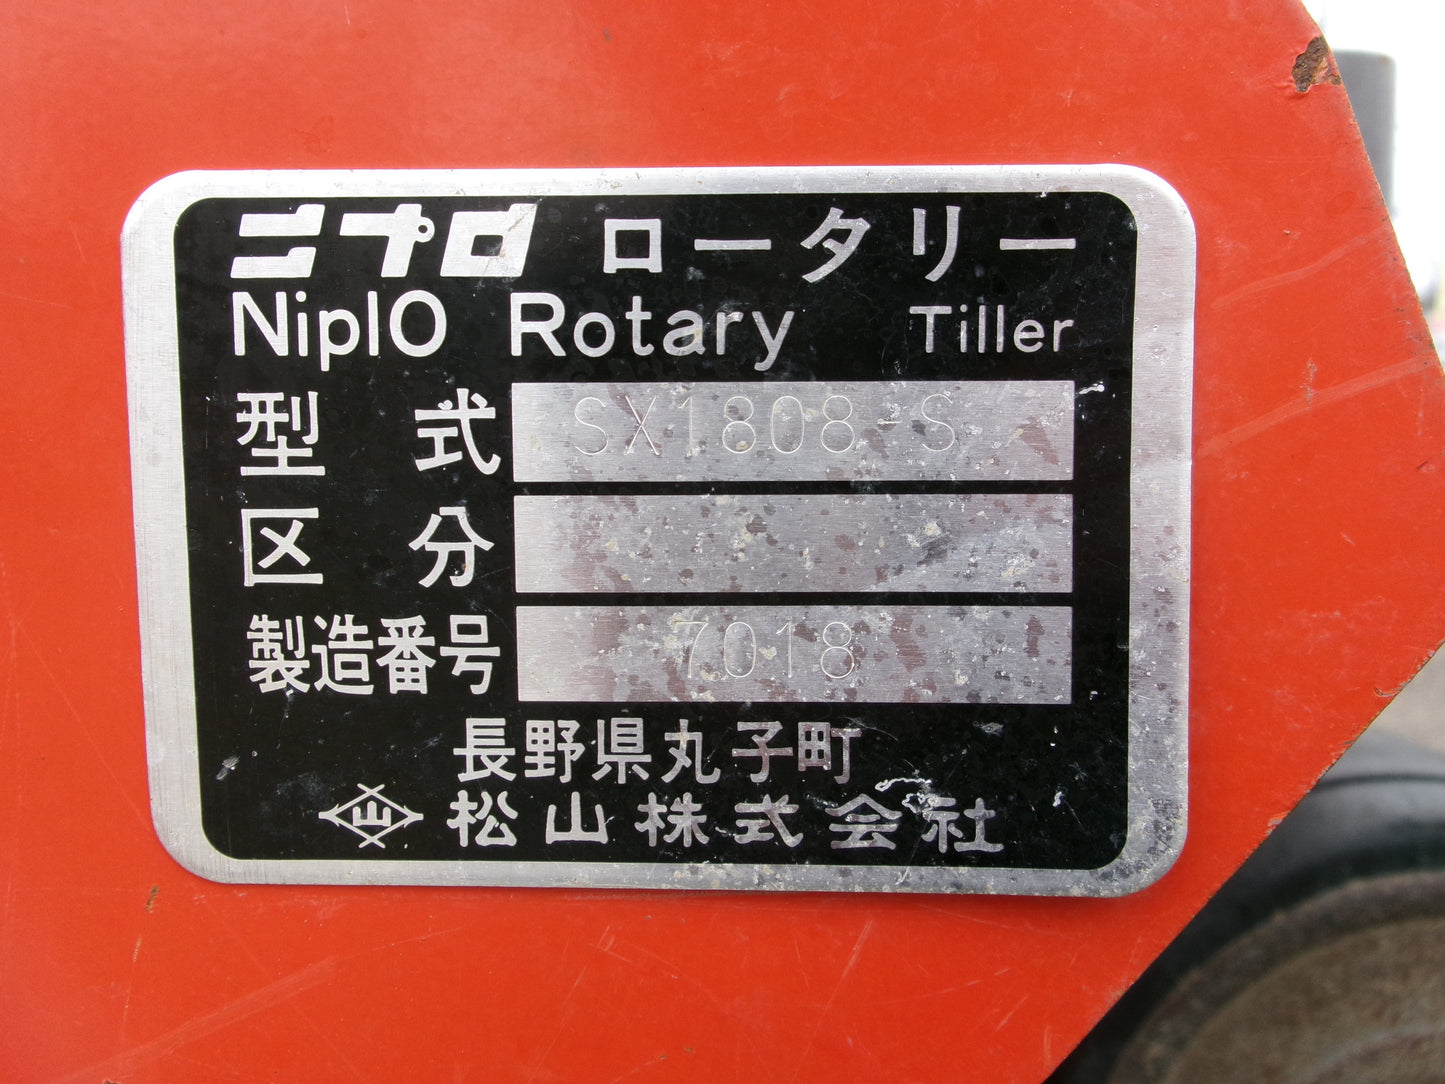 ニプロ ロータリー
NiplO Rotary Tiller
型式 SX1808-S
区分
製造番号 7018
長野県丸子町
山 松山株式会社